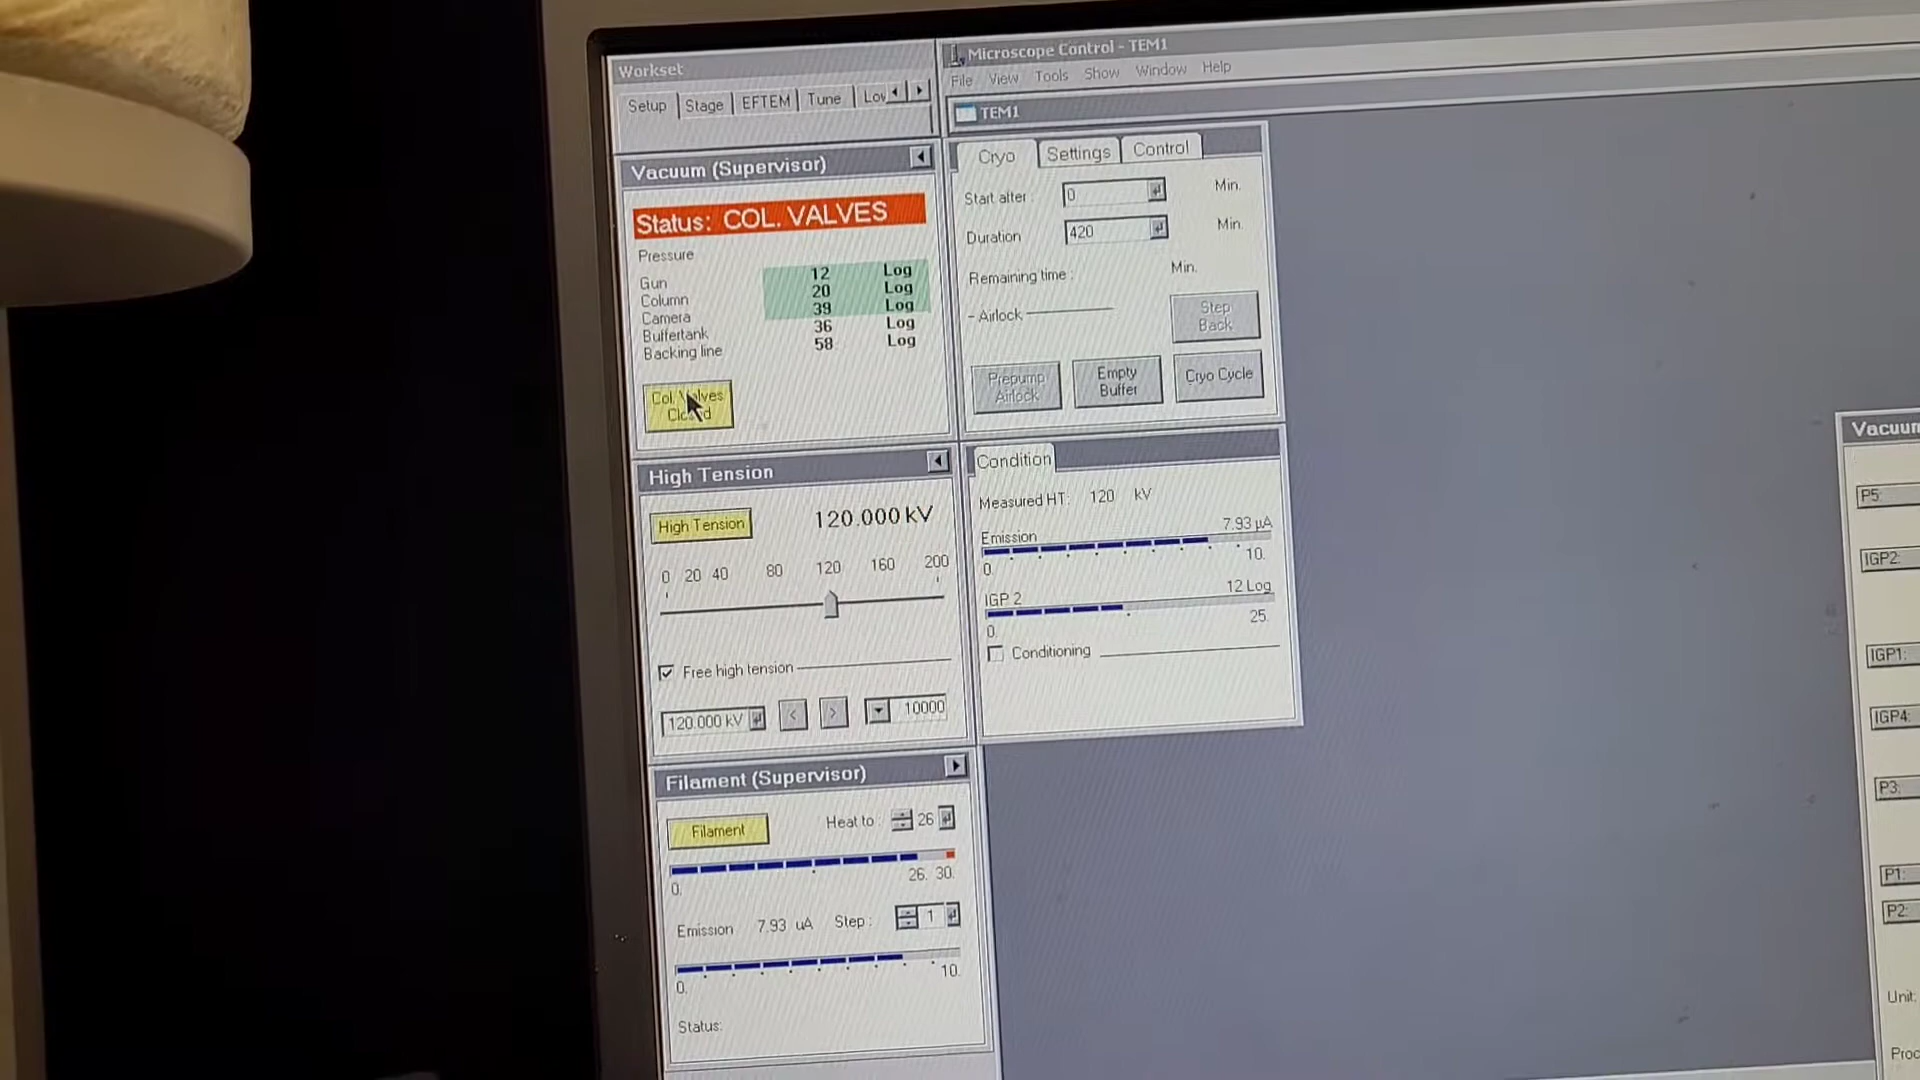 Workset
Setup Stage EFTEM Tune
Vacuum (Supervisor)
Status: COL. VALVES
Pressure
Gun 12 Log
Column 20 Log
Camera 39 Log
Buffertank 36 Log
Backing line 58 Log
Col. Valves
Closed
High Tension
High Tension 120.000 kV
0 20 40 80 120 160 200
Free high tension
120.000 kV < > 10000
Filament (Supervisor)
Filament Heat to : 26
0. 26. 30.
Emission 7.93 uA Step : 1
0. 10.
Status:
Microscope Control - TEM1
File View Tools Show Window Help
TEM1
Cryo Settings Control
Start after : 0 Min.
Duration 420 Min.
Remaining time : Min.
Airlock
Step
Back
Prepump
Airlock
Empty
Buffer
Cryo Cycle
Condition
Measured HT: 120 kV
Emission 7.93 µA
0. 10.
IGP 2 12 Log
0. 25.
Conditioning
P5:
IGP2:
IGP1:
IGP4:
P3:
P1:
P2:
Unit: